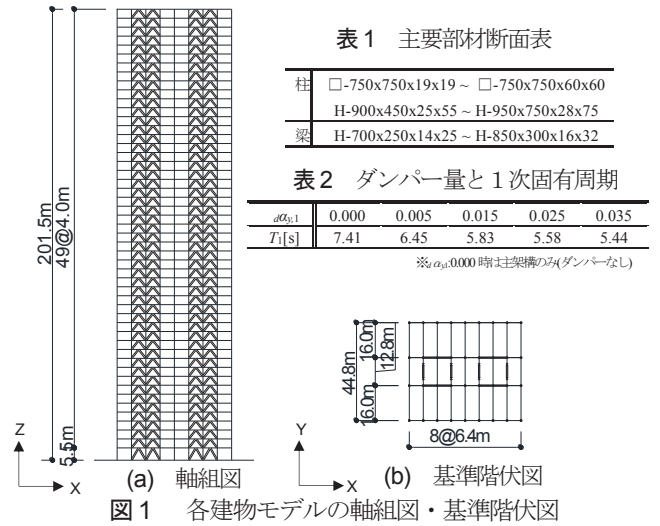 表1 主要部材断面表
柱 □-750x750x19x19 ~ □-750x750x60x60
H-900x450x25x55 ~ H-950x750x28x75
梁 H-700x250x14x25 ~ H-850x300x16x32
表2 ダンパー量と1次固有周期
dαy,1 0.000 0.005 0.015 0.025 0.035
T1[s] 7.41 6.45 5.83 5.58 5.44
※dαy1:0.000 時は主架構のみ(ダンパーなし)
201.5m
49@4.0m
5.5m
Z
X
(a) 軸組図
44.8m
16.0m
12.8m
16.0m
8@6.4m
Y
X
(b) 基準階伏図
図1 各建物モデルの軸組図・基準階伏図